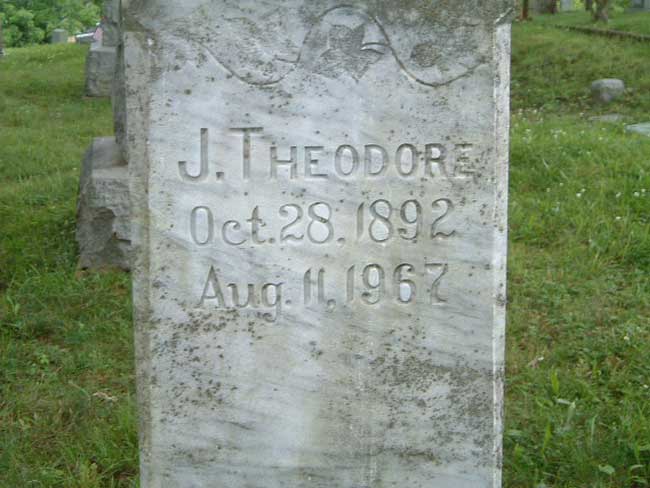 J. THEODORE
Oct. 28, 1892
Aug. 11, 1967